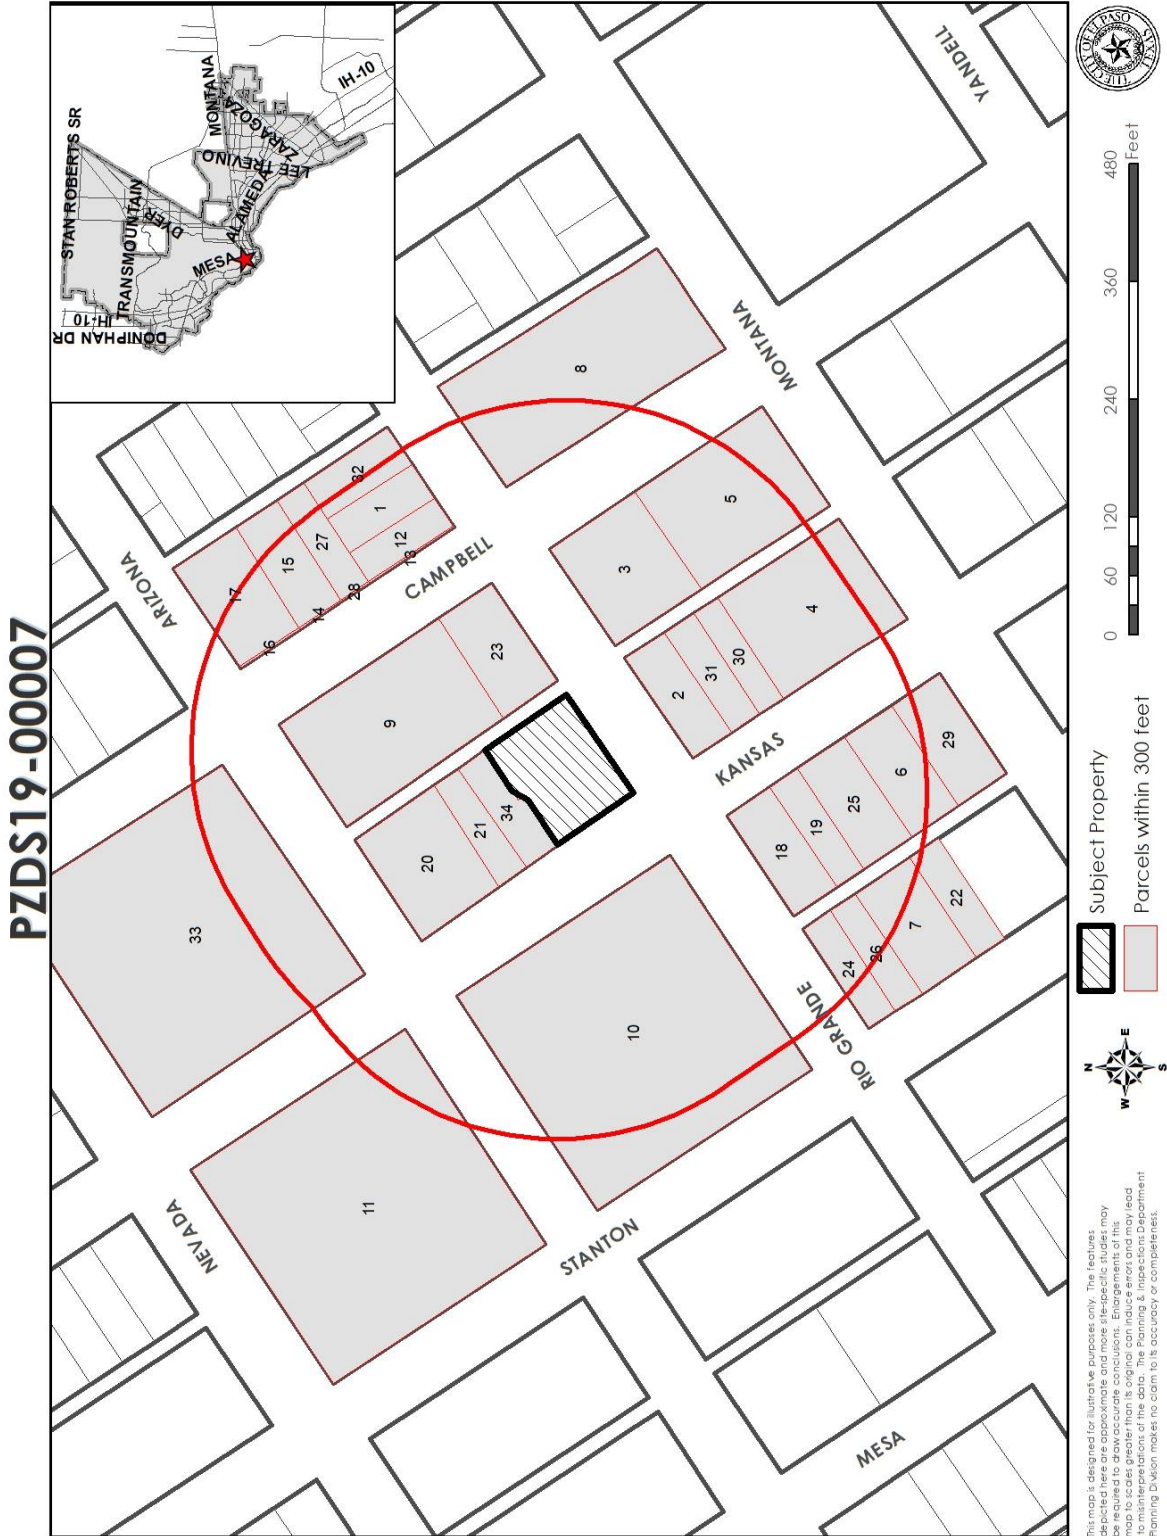 PZDS19-00007
STAN ROBERTS SR
TRANSMOUNTAIN
DYER
MONTANA
ZARAGOZA
LEE TREVINO
ALAMEDA
MESA
IH-10
IH-10
DONIPHAN DR
YANDELL
MONTANA
ARIZONA
CAMPBELL
KANSAS
RIO GRANDE
NEVADA
STANTON
MESA
8
32
1
12
13
27
15
28
14
17
16
5
3
4
9
23
2
31
30
20
21
34
33
18
19
25
6
29
24
26
7
22
10
11
THE CITY OF EL PASO
TEXAS
0 60 120 240 360 480
Feet
Subject Property
Parcels within 300 feet
N
W E
S
This map is designed for illustrative purposes only. The features
depicted here are approximate and more site-specific studies may
be required to draw accurate conclusions. Enlargements of this
map to scales greater than its original can induce errors and may lead
to misinterpretations of the data. The Planning & Inspections Department
Planning Division makes no claim to its accuracy or completeness.